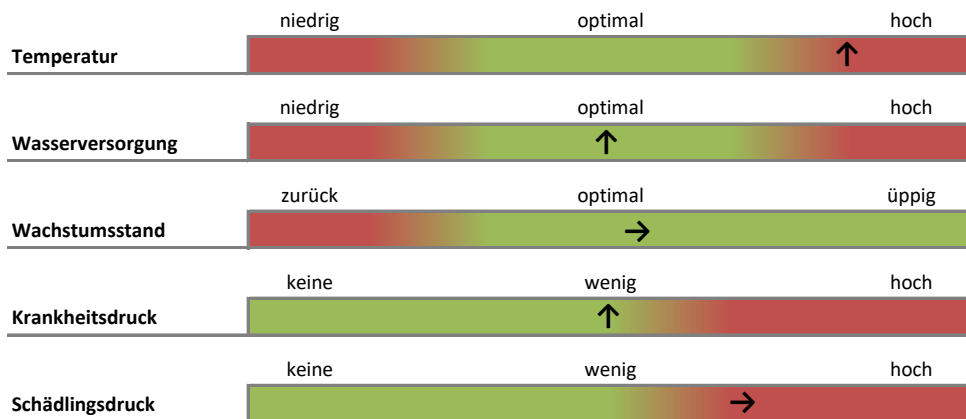 niedrig optimal hoch
Temperatur ↑
niedrig optimal hoch
Wasserversorgung ↑
zurück optimal üppig
Wachstumsstand →
keine wenig hoch
Krankheitsdruck ↑
keine wenig hoch
Schädlingsdruck →